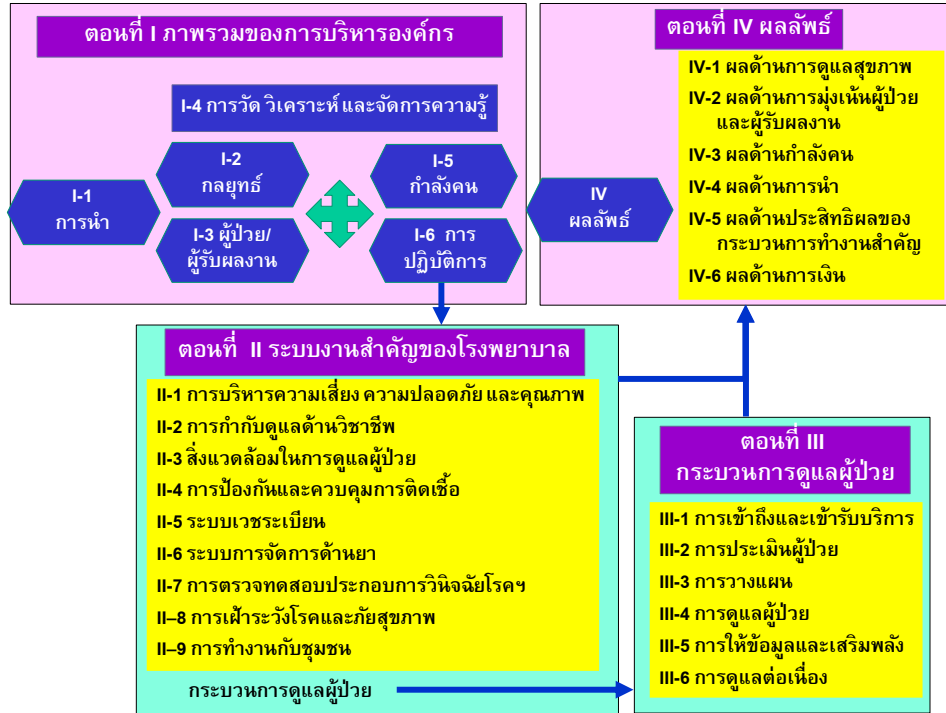 ตอนที่ I ภาพรวมของการบริหารองค์กร
I-4 การวัด วิเคราะห์ และจัดการความรู้
I-1
การนำ
I-2
กลยุทธ์
I-3 ผู้ป่วย/
ผู้รับผลงาน
I-5
กำลังคน
I-6 การ
ปฏิบัติการ
ตอนที่ IV ผลลัพธ์
IV
ผลลัพธ์
IV-1 ผลด้านการดูแลสุขภาพ
IV-2 ผลด้านการมุ่งเน้นผู้ป่วย
และผู้รับผลงาน
IV-3 ผลด้านกำลังคน
IV-4 ผลด้านการนำ
IV-5 ผลด้านประสิทธิผลของ
กระบวนการทำงานสำคัญ
IV-6 ผลด้านการเงิน
ตอนที่ II ระบบงานสำคัญของโรงพยาบาล
II-1 การบริหารความเสี่ยง ความปลอดภัย และคุณภาพ
II-2 การกำกับดูแลด้านวิชาชีพ
II-3 สิ่งแวดล้อมในการดูแลผู้ป่วย
II-4 การป้องกันและควบคุมการติดเชื้อ
II-5 ระบบเวชระเบียน
II-6 ระบบการจัดการด้านยา
II-7 การตรวจทดสอบประกอบการวินิจฉัยโรคฯ
II–8 การเฝ้าระวังโรคและภัยสุขภาพ
II–9 การทำงานกับชุมชน
กระบวนการดูแลผู้ป่วย
ตอนที่ III
กระบวนการดูแลผู้ป่วย
III-1 การเข้าถึงและเข้ารับบริการ
III-2 การประเมินผู้ป่วย
III-3 การวางแผน
III-4 การดูแลผู้ป่วย
III-5 การให้ข้อมูลและเสริมพลัง
III-6 การดูแลต่อเนื่อง